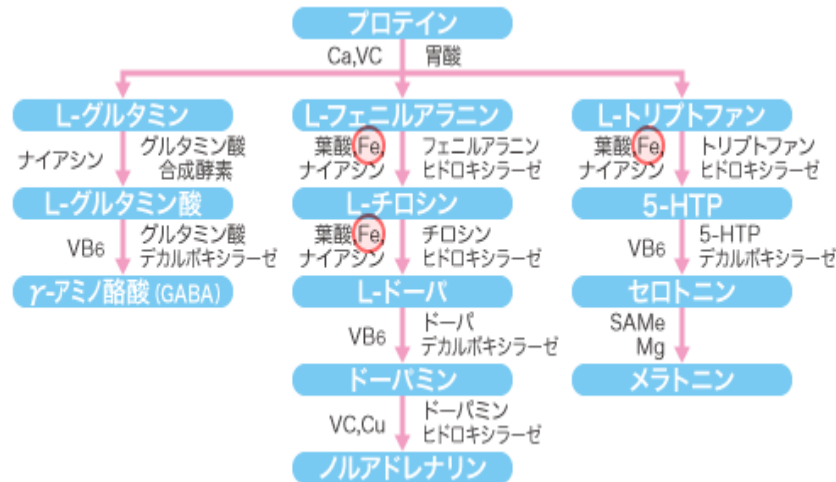 プロテイン
Ca,VC 胃酸
L-グルタミン L-フェニルアラニン L-トリプトファン
ナイアシン グルタミン酸
合成酵素
葉酸,Fe, フェニルアラニン
ナイアシン ヒドロキシラーゼ
葉酸,Fe, トリプトファン
ナイアシン ヒドロキシラーゼ
L-グルタミン酸 L-チロシン 5-HTP
VB6 グルタミン酸
デカルボキシラーゼ
葉酸,Fe, チロシン
ナイアシン ヒドロキシラーゼ
VB6 5-HTP
デカルボキシラーゼ
γ-アミノ酪酸(GABA) L-ドーパ セロトニン
VB6 ドーパ
デカルボキシラーゼ
SAMe
Mg
ドーパミン メラトニン
VC,Cu ドーパミン
ヒドロキシラーゼ
ノルアドレナリン